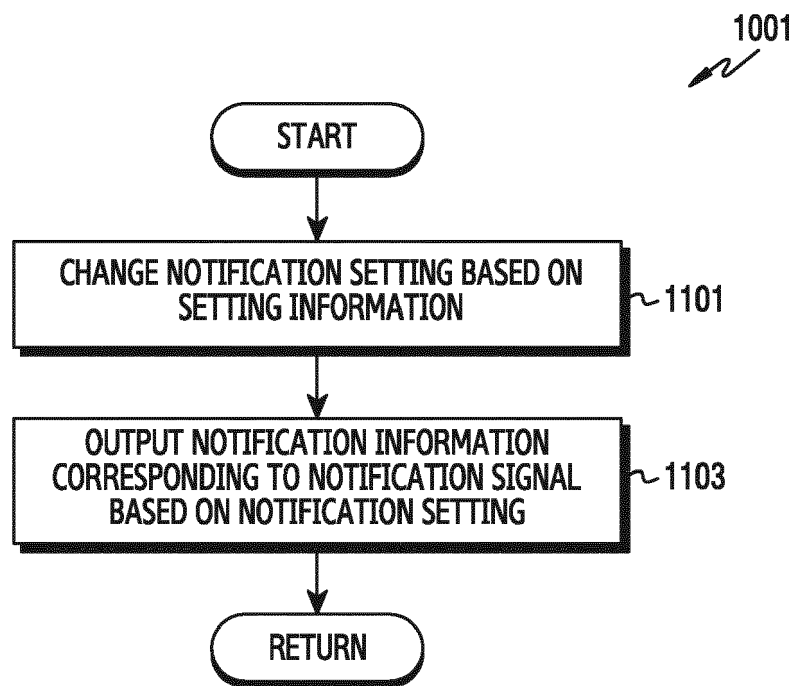 1001
START
CHANGE NOTIFICATION SETTING BASED ON
SETTING INFORMATION
1101
OUTPUT NOTIFICATION INFORMATION
CORRESPONDING TO NOTIFICATION SIGNAL
BASED ON NOTIFICATION SETTING
1103
RETURN